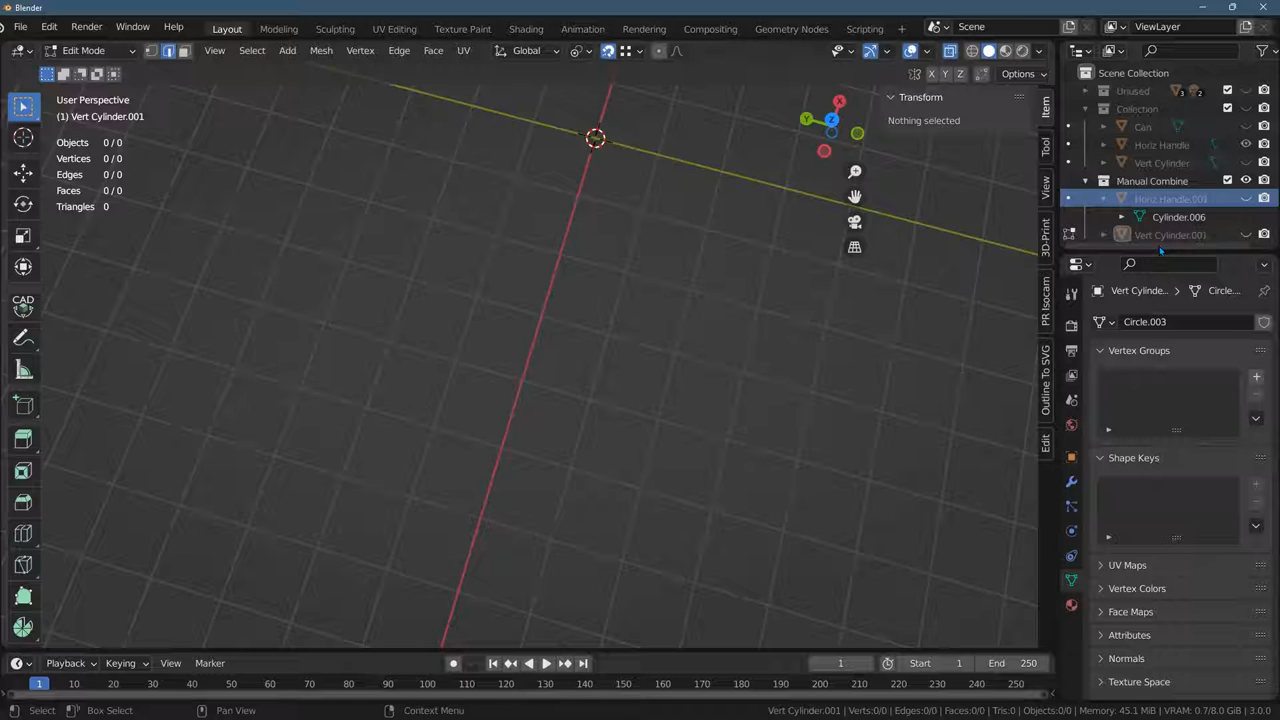 Blender
File Edit Render Window Help Layout Modeling Sculpting UV Editing Texture Paint Shading Animation Rendering Compositing Geometry Nodes Scripting + Scene ViewLayer
Edit Mode View Select Add Mesh Vertex Edge Face UV Global
X Y Z Options
User Perspective
(1) Vert Cylinder.001
Objects 0/0
Vertices 0/0
Edges 0/0
Faces 0/0
Triangles 0
CAD
X
Y
Z
Transform
Nothing selected
Item
Tool
View
3D-Print
PR Isocam
Outline To SVG
Edit
Scene Collection
Unused 3 2
Collection
Can
Horiz Handle
Vert Cylinder
Manual Combine
Horiz Handle.001
Cylinder.006
Vert Cylinder.001
Vert Cylinde... > Circle....
Circle.003
Vertex Groups
Shape Keys
UV Maps
Vertex Colors
Face Maps
Attributes
Normals
Texture Space
Playback Keying View Marker 1 Start 1 End 250
1 10 20 30 40 50 60 70 80 90 100 110 120 130 140 150 160 170 180 190 200 210 220 230 240 250
Select Box Select Pan View Context Menu Vert Cylinder.001 | Verts:0/0 | Edges:0/0 | Faces:0/0 | Tris:0 | Objects:0/0 | Memory: 45.1 MiB | VRAM: 0.7/8.0 GiB | 3.0.0